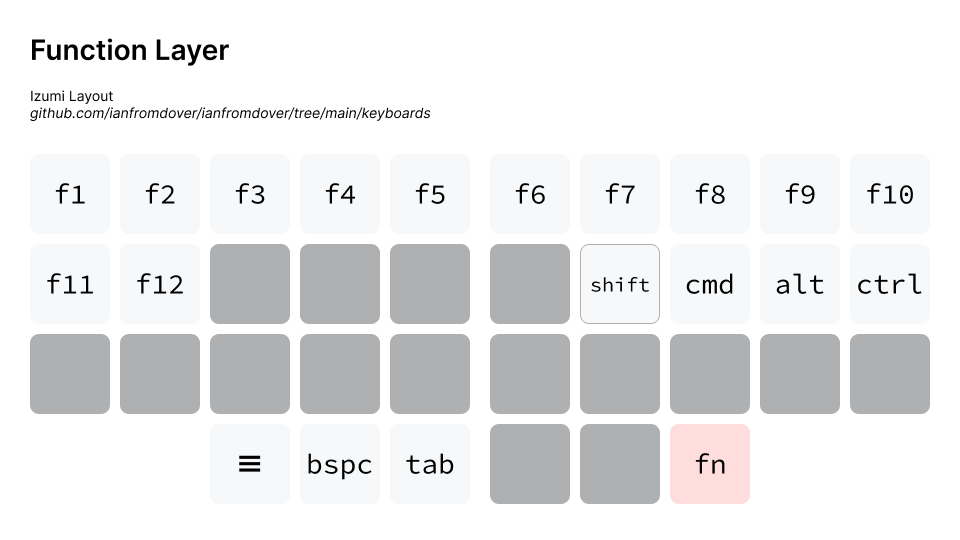 Function Layer
Izumi Layout
github.com/ianfromdover/ianfromdover/tree/main/keyboards
f1 f2 f3 f4 f5 f6 f7 f8 f9 f10
f11 f12 shift cmd alt ctrl
≡ bspc tab fn